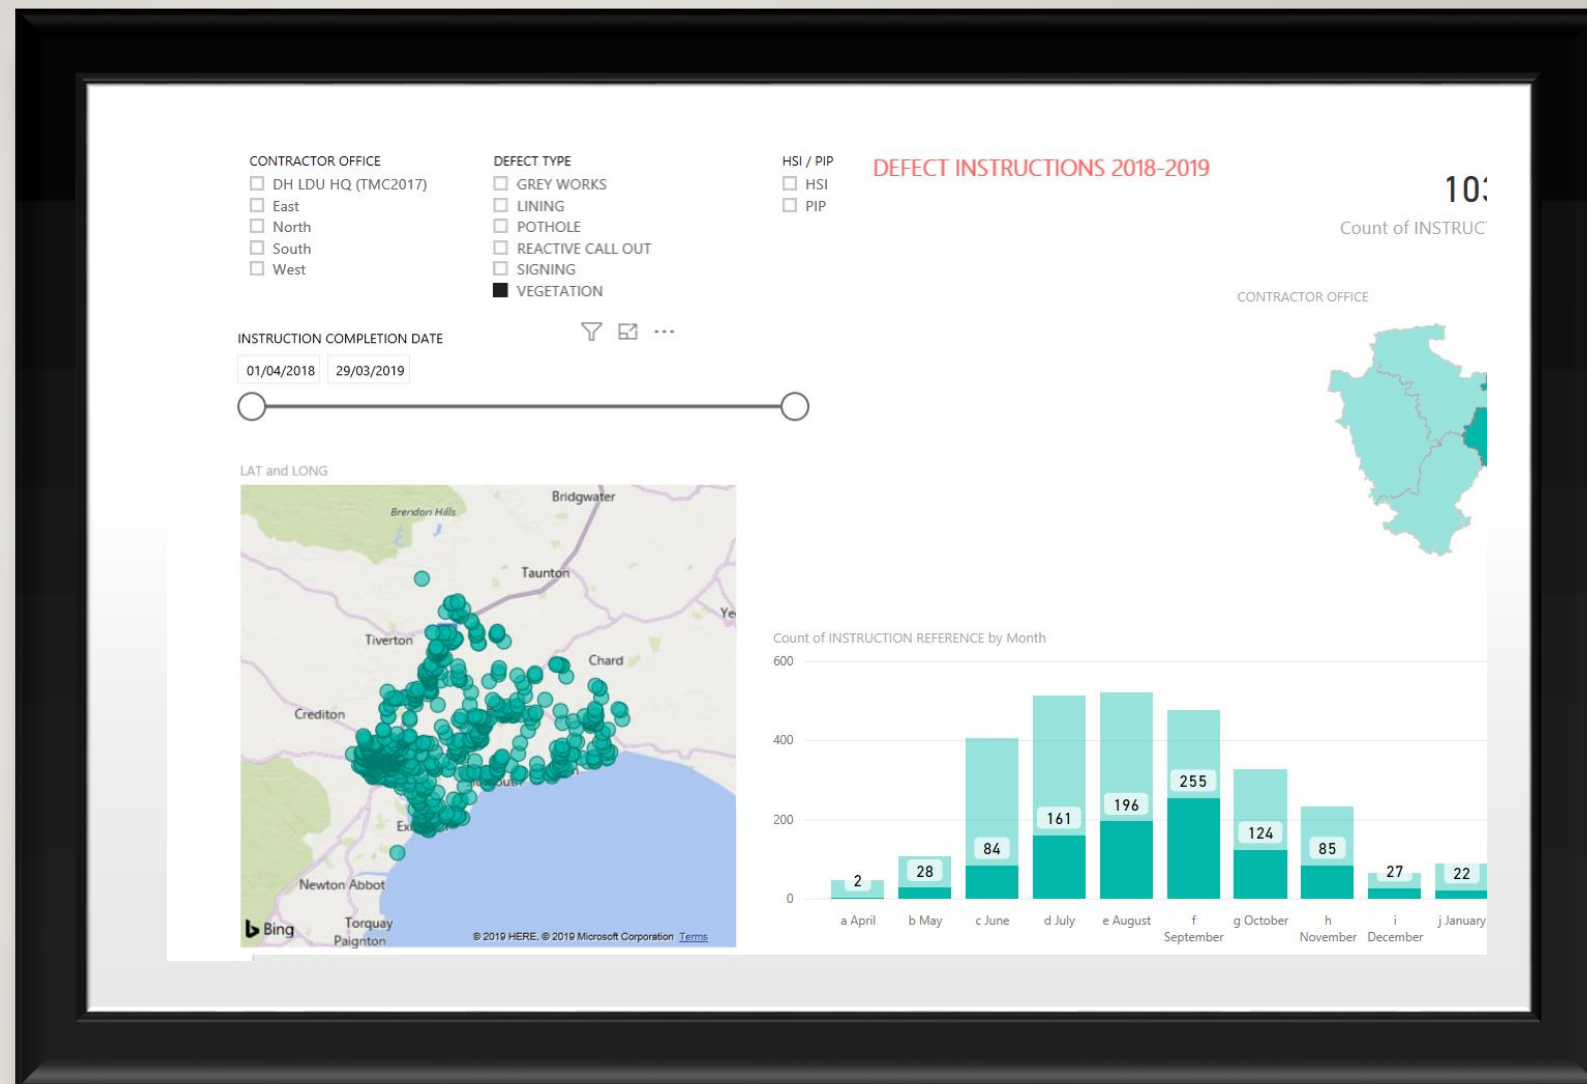 CONTRACTOR OFFICE
DH LDU HQ (TMC2017)
East
North
South
West
DEFECT TYPE
GREY WORKS
LINING
POTHOLE
REACTIVE CALL OUT
SIGNING
VEGETATION
HSI / PIP
HSI
PIP
DEFECT INSTRUCTIONS 2018-2019
Count of
INSTRUCTION COMPLETION DATE
01/04/2018 29/03/2019
CONTRACTOR OFFICE
LAT and LONG
Bridgwater
Brendon Hills
Taunton
Tiverton
Chard
Crediton
Newton Abbot
Torquay
Paignton
Bing
© 2019 HERE, © 2019 Microsoft Corporation Terms
Count of INSTRUCTION REFERENCE by Month
600
400
200
0
2
28
84
161
196
255
124
85
27
22
a April
b May
c June
d July
e August
f September
g October
h November
i December
j January